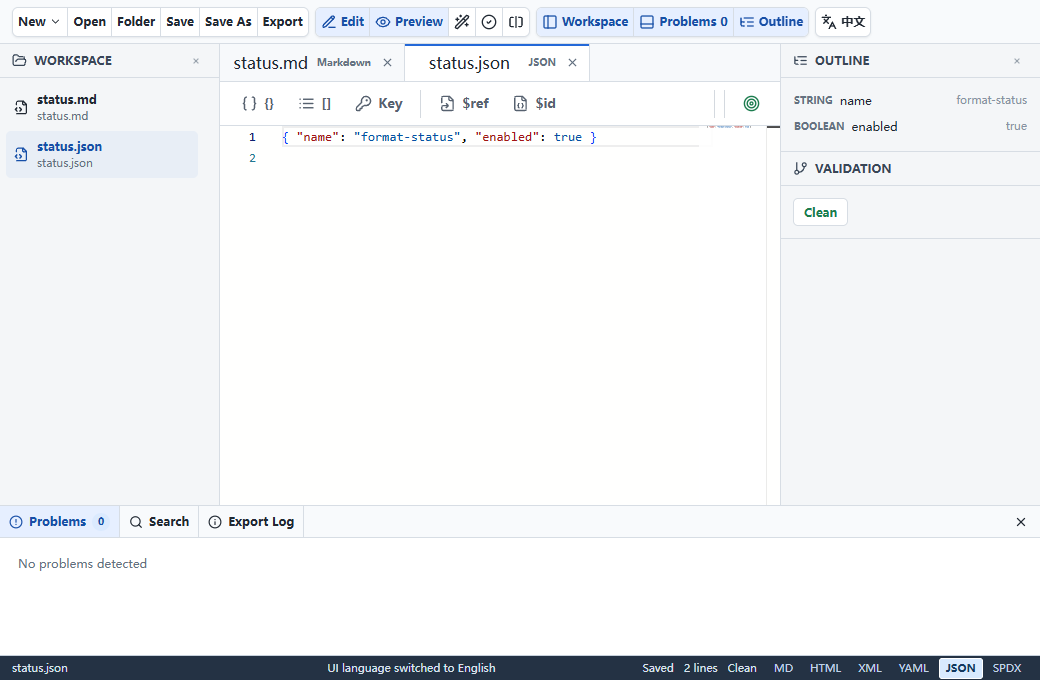 New Open Folder Save Save As Export Edit Preview Workspace Problems 0 Outline 中文
WORKSPACE ×
status.md
status.md
status.json
status.json
status.md Markdown ×
status.json JSON ×
{ } {} [] Key $ref $id
1 { "name": "format-status", "enabled": true }
2
OUTLINE ×
STRING name format-status
BOOLEAN enabled true
VALIDATION
Clean
Problems 0 Search Export Log ×
No problems detected
status.json UI language switched to English Saved 2 lines Clean MD HTML XML YAML JSON SPDX